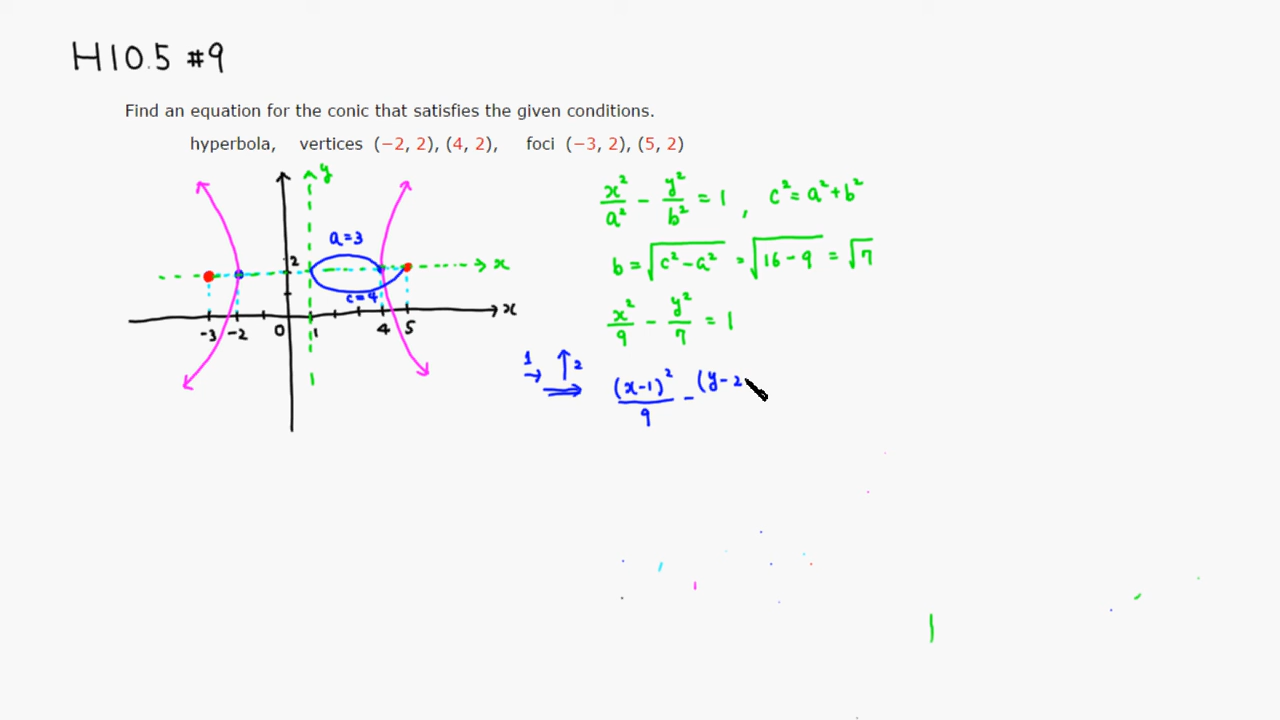 H10.5 #9
Find an equation for the conic that satisfies the given conditions.
hyperbola, vertices (−2, 2), (4, 2), foci (−3, 2), (5, 2)
y
a=3
2
x
c=4
x
-3 -2 0 1 4 5
1
x²/a² - y²/b² = 1 , c² = a² + b²
b = √(c² - a²) = √(16 - 9) = √7
x²/9 - y²/7 = 1
1 → ↑ 2 ⇒ (x-1)²/9 - (y-2